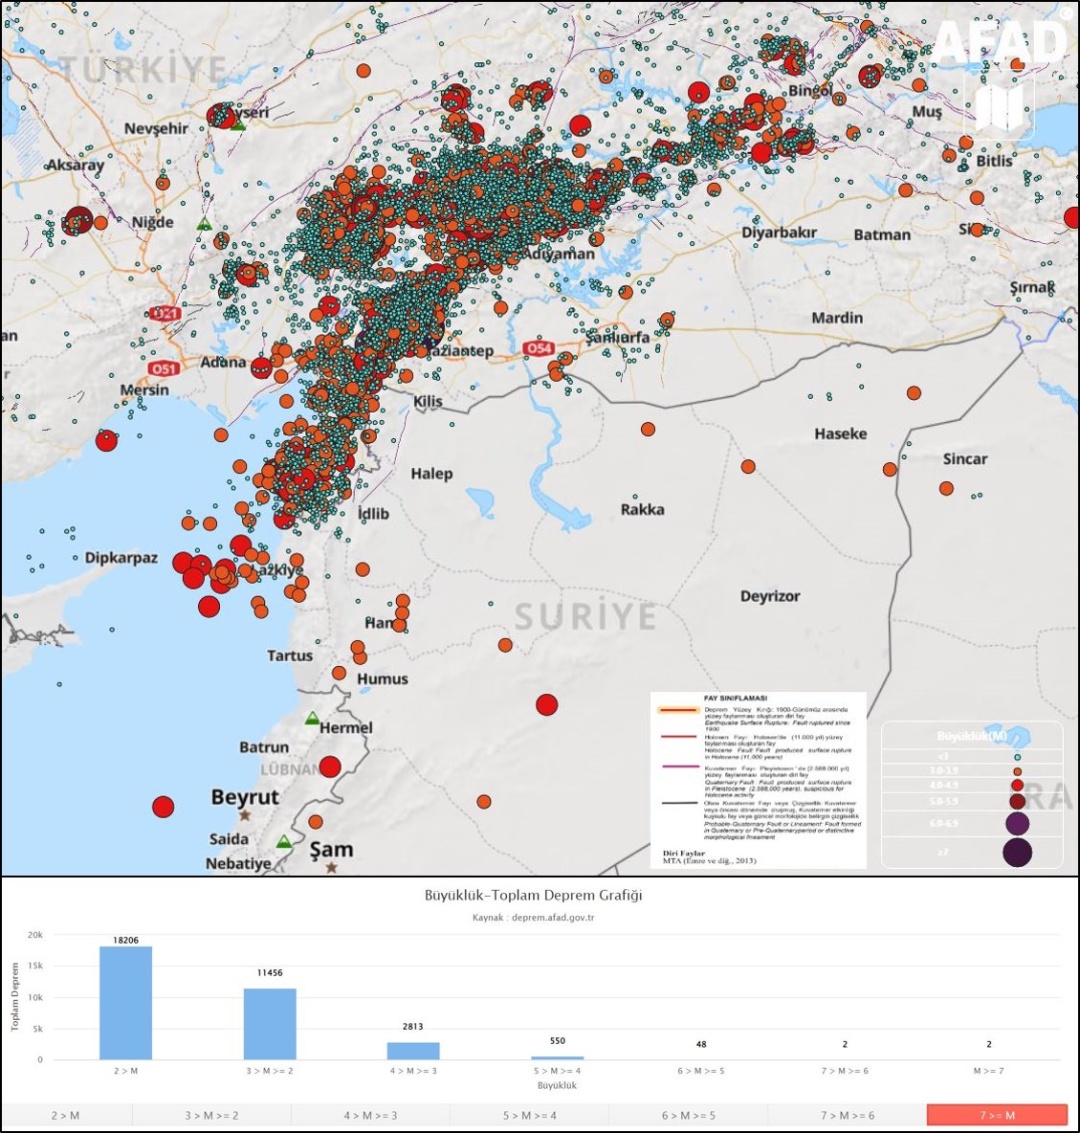 AFAD
TÜRKİYE
Bingöl
yseri
Nevşehir
Muş
Aksaray
Bitlis
Niğde
Diyarbakır
Batman
Adıyaman
Şırnak
O21
Mardin
Şanlıurfa
an
O54
Adana
aziantep
O51
Mersin
Kilis
Haseke
Sincar
Halep
İdlib
Rakka
Dipkarpaz
Lazkiye
Deyrizor
SURİYE
Ham
Tartus
Humus
Hermel
Batrun
LÜBNAN
Beyrut
Saida
Şam
Nebatiye
RA
FAY SINIFLAMASI
Deprem Yüzey Kırığı: 1900-Günümüz arasında
yüzey faylanması oluşturan diri fay
Earthquake Surface Rupture: Fault ruptured since
1900
Holosen Fayı: Holosen'de (11.000 yıl) yüzey
faylanması oluşturan fay
Holocene Fault: Fault produced surface rupture
in Holocene (11,000 years)
Kuvaterner Fayı: Pleyistosen'de (2.588.000 yıl)
yüzey faylanması oluşturan fay
Quaternary Fault: Fault produced surface rupture
in Pleistocene (2,588,000 years), suspicious for
Holocene activity
Olası Kuvaterner Fayı veya Çizgisellik: Kuvaterner
veya öncesi dönemde oluşmuş, Kuvaterner etkinliği
kuşkulu fay veya güncel morfolojide belirgin çizgisellik
Probable Quaternary Fault or Lineament: Fault formed
in Quaternary or Pre-Quaternary period or distinctive
morphological lineament
Diri Faylar
MTA (Emre ve diğ., 2013)
Büyüklük(M)
<3
3.0-3.9
4.0-4.9
5.0-5.9
6.0-6.9
≥7
Büyüklük-Toplam Deprem Grafiği
Kaynak : deprem.afad.gov.tr
Toplam Deprem
20k
15k
10k
5k
0
18206
11456
2813
550
48
2
2
2 > M
3 > M >= 2
4 > M >= 3
5 > M >= 4
6 > M >= 5
7 > M >= 6
M >= 7
Büyüklük
2 > M
3 > M >= 2
4 > M >= 3
5 > M >= 4
6 > M >= 5
7 > M >= 6
7 >= M